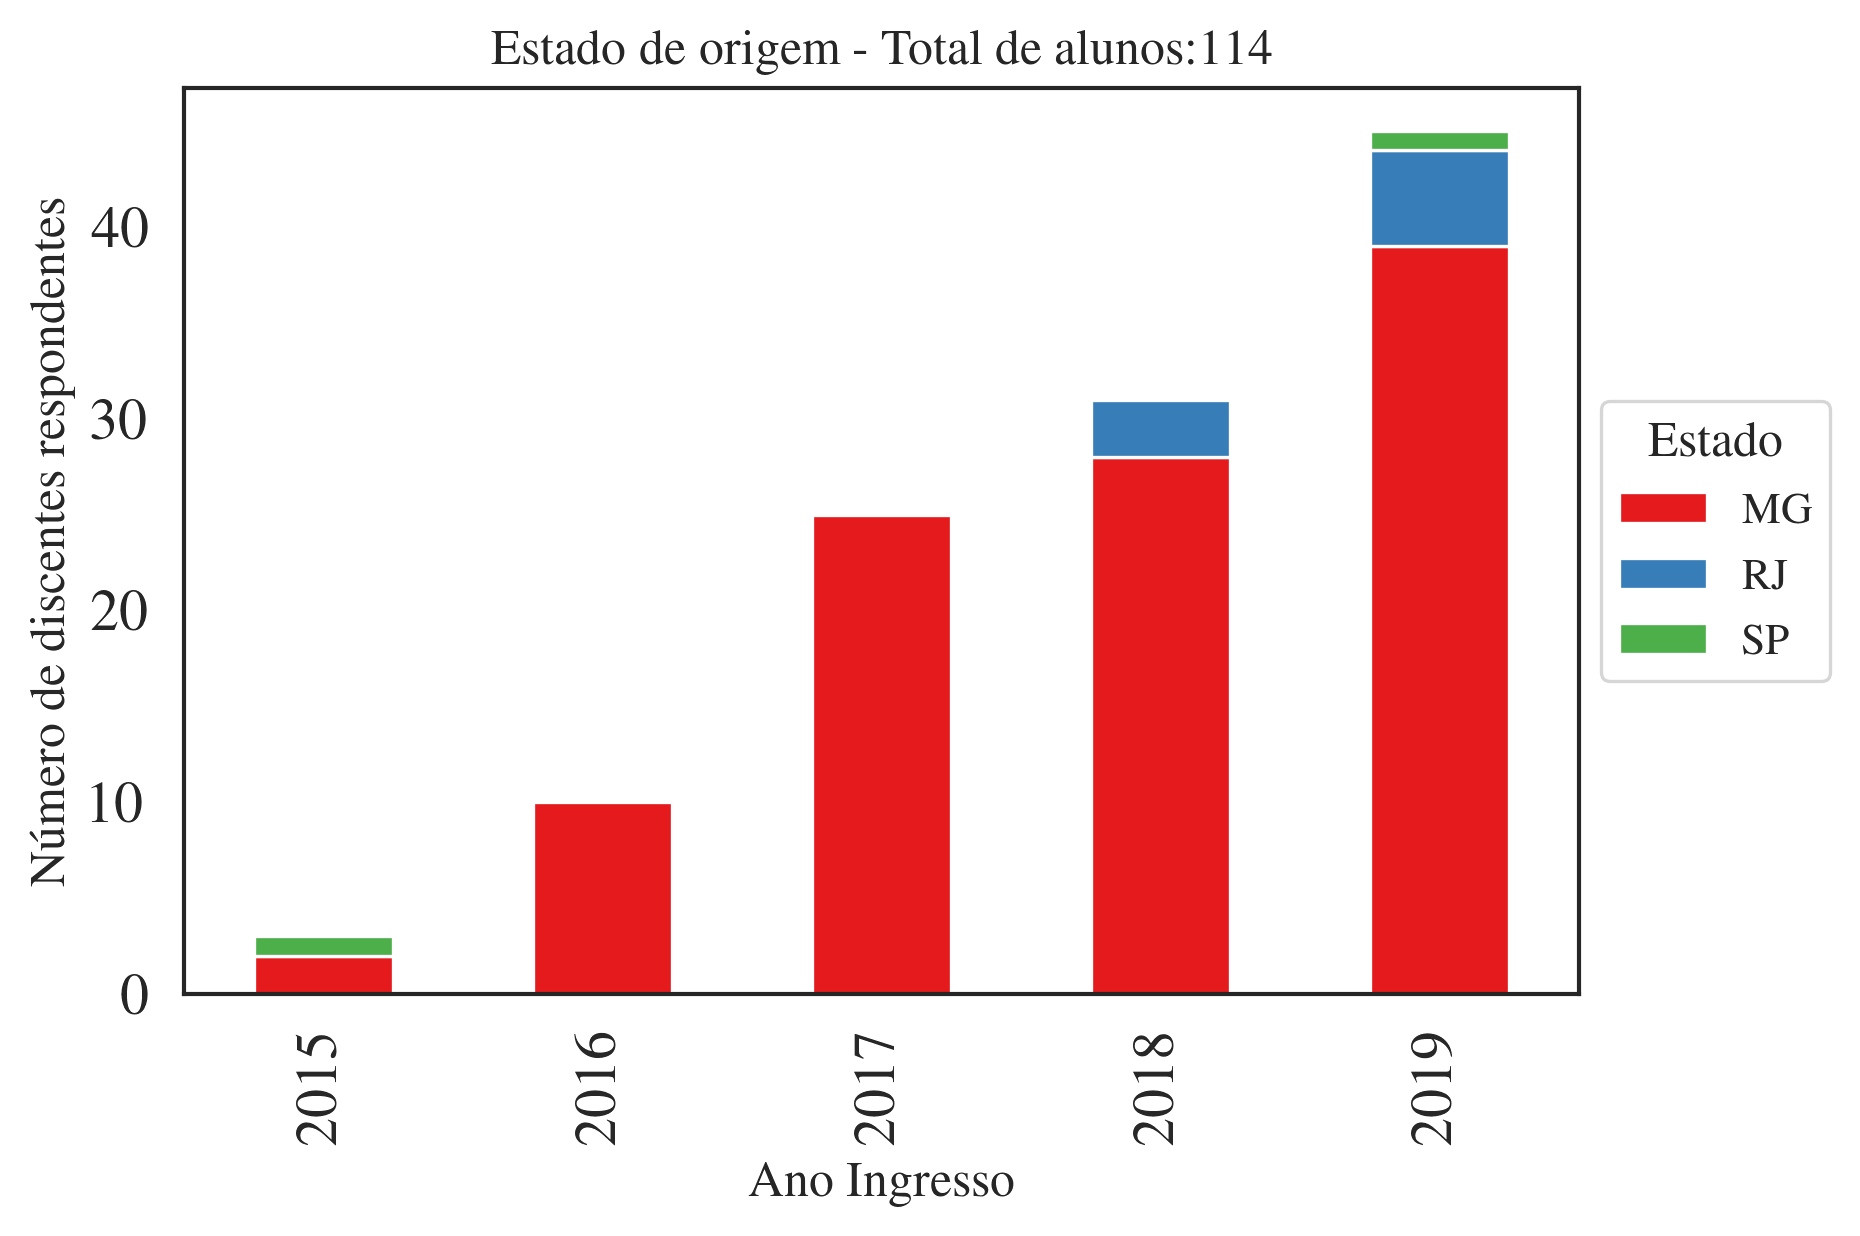 Estado de origem - Total de alunos:114
Número de discentes respondentes
40
30
20
10
0
2015
2016
2017
2018
2019
Ano Ingresso
Estado
MG
RJ
SP